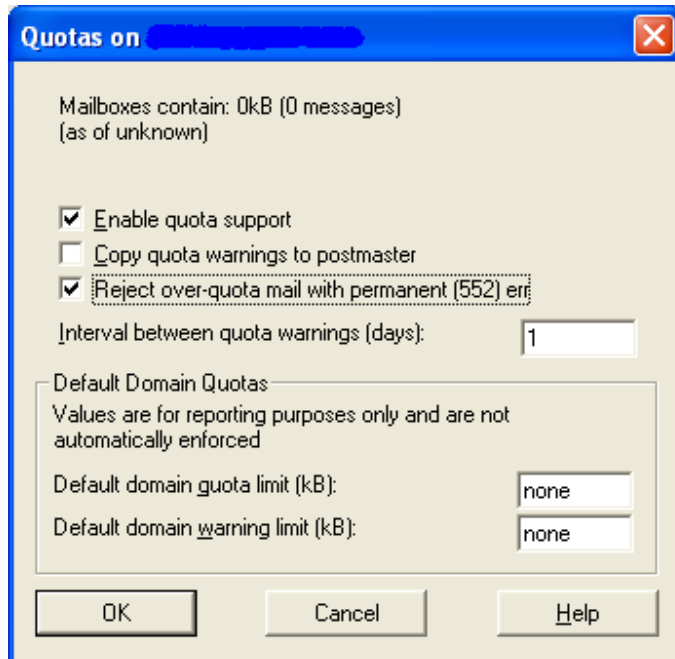 Quotas on
Mailboxes contain: 0kB (0 messages)
(as of unknown)
Enable quota support
Copy quota warnings to postmaster
Reject over-quota mail with permanent (552) err
Interval between quota warnings (days):
1
Default Domain Quotas
Values are for reporting purposes only and are not
automatically enforced
Default domain quota limit (kB):
none
Default domain warning limit (kB):
none
OK
Cancel
Help